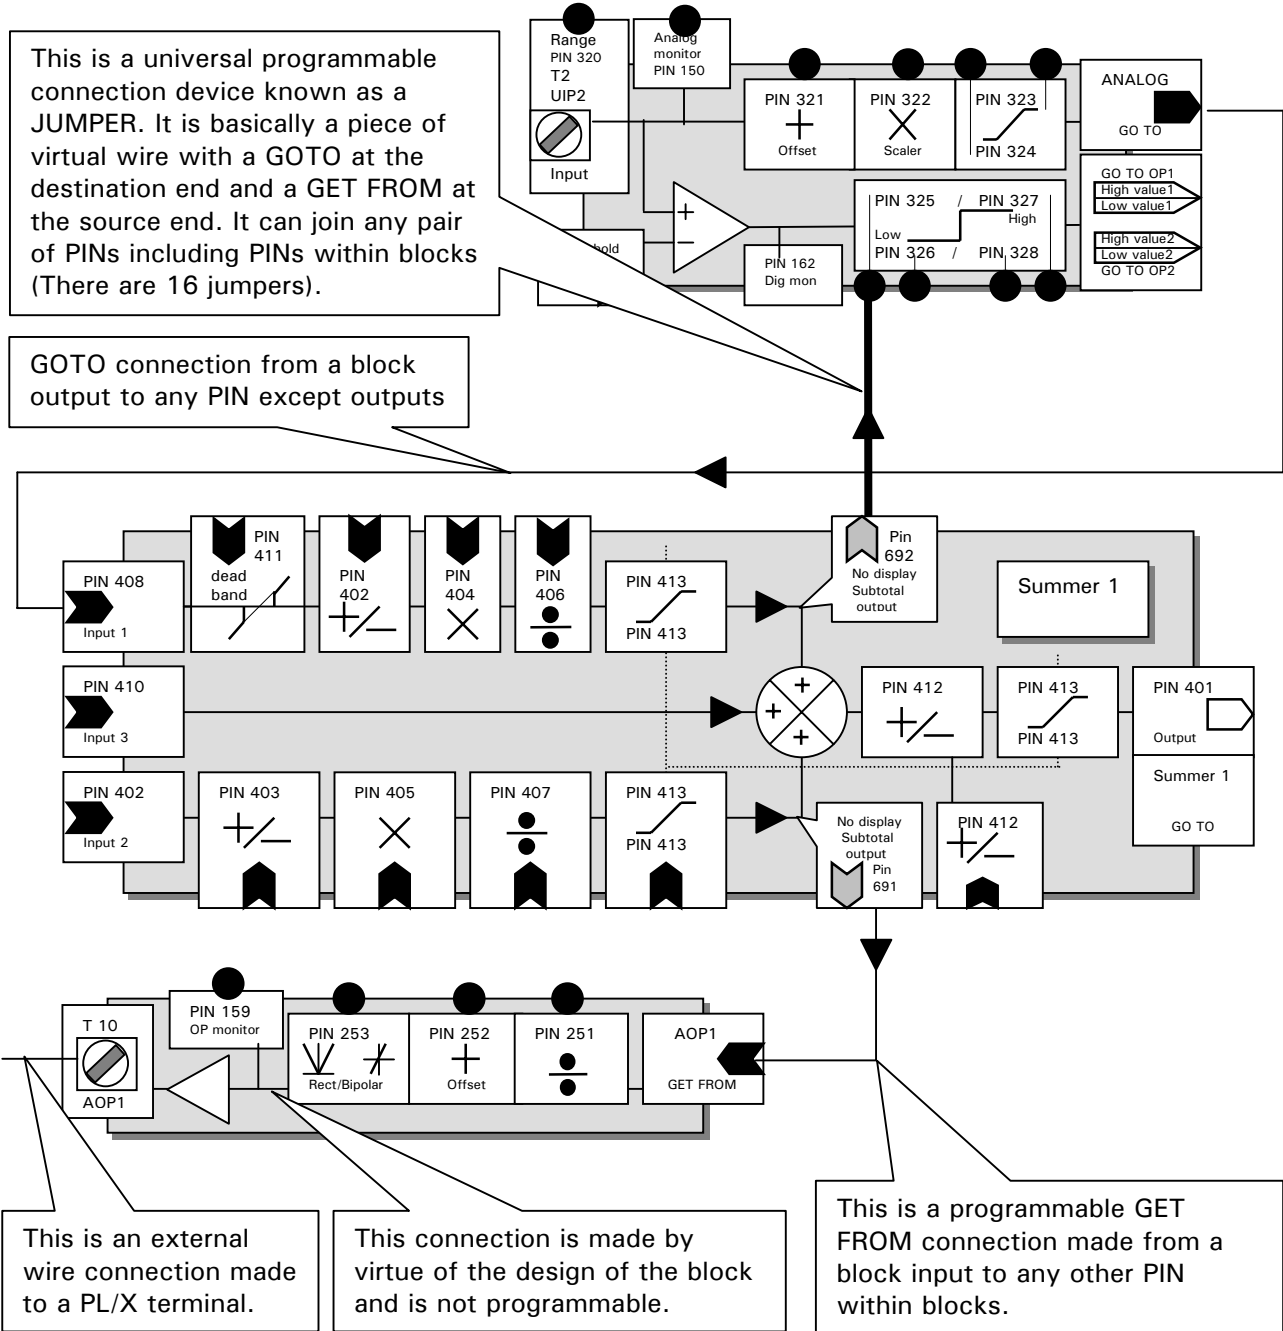 This is a universal programmable
connection device known as a
JUMPER. It is basically a piece of
virtual wire with a GOTO at the
destination end and a GET FROM at
the source end. It can join any pair
of PINs including PINs within blocks
(There are 16 jumpers).
Range
PIN 320
T2
UIP2
Input
Analog
monitor
PIN 150
PIN 321
Offset
PIN 322
Scaler
PIN 323
PIN 324
ANALOG
GO TO
GO TO OP1
High value1
Low value1
High value2
Low value2
GO TO OP2
PIN 325 / PIN 327
High
Low
PIN 326 / PIN 328
hold
PIN 162
Dig mon
GOTO connection from a block
output to any PIN except outputs
PIN 408
Input 1
PIN
411
dead
band
PIN
402
PIN
404
PIN
406
PIN 413
PIN 413
Pin
692
No display
Subtotal
output
Summer 1
PIN 410
Input 3
PIN 412
PIN 413
PIN 413
PIN 401
Output
Summer 1
GO TO
PIN 402
Input 2
PIN 403
PIN 405
PIN 407
PIN 413
PIN 413
No display
Subtotal
output
Pin
691
PIN 412
T 10
AOP1
PIN 159
OP monitor
PIN 253
Rect/Bipolar
PIN 252
Offset
PIN 251
AOP1
GET FROM
This is an external
wire connection made
to a PL/X terminal.
This connection is made by
virtue of the design of the block
and is not programmable.
This is a programmable GET
FROM connection made from a
block input to any other PIN
within blocks.